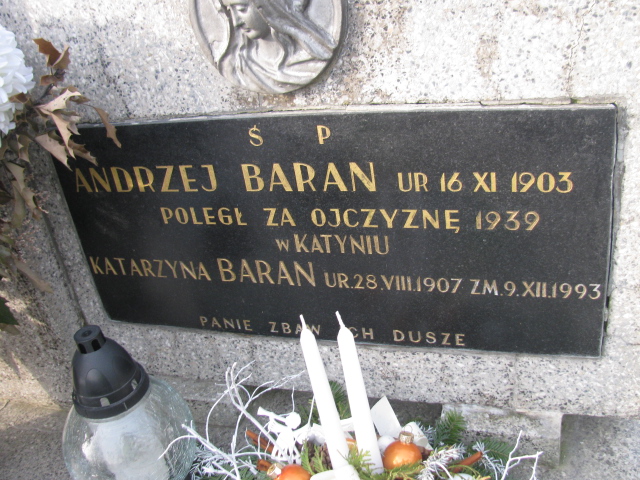 Ś P
ANDRZEJ BARAN UR 16 XI 1903
POLEGŁ ZA OJCZYZNĘ 1939
W KATYNIU
KATARZYNA BARAN UR.28.VIII.1907 ZM.9.XII.1993
PANIE ZBAW ICH DUSZE